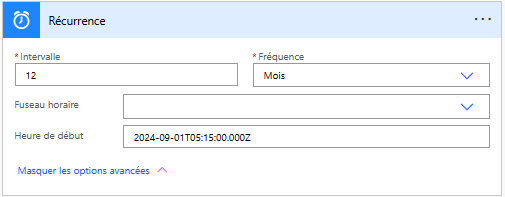 Récurrence
* Intervalle
* Fréquence
12
Mois
Fuseau horaire
Heure de début
2024-09-01T05:15:00.000Z
Masquer les options avancées